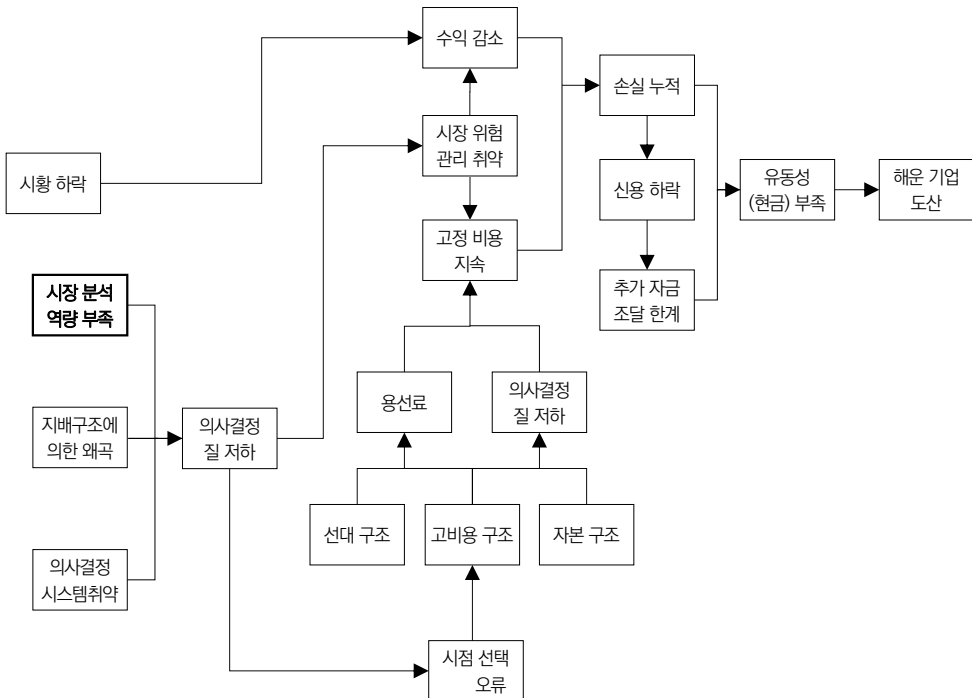 수익 감소
손실 누적
시장 위험
관리 취약
시황 하락
신용 하락
유동성
(현금) 부족
해운 기업
도산
고정 비용
지속
시장 분석
역량 부족
추가 자금
조달 한계
용선료
의사결정
질 저하
지배구조에
의한 왜곡
의사결정
질 저하
선대 구조
고비용 구조
자본 구조
의사결정
시스템취약
시점 선택
오류